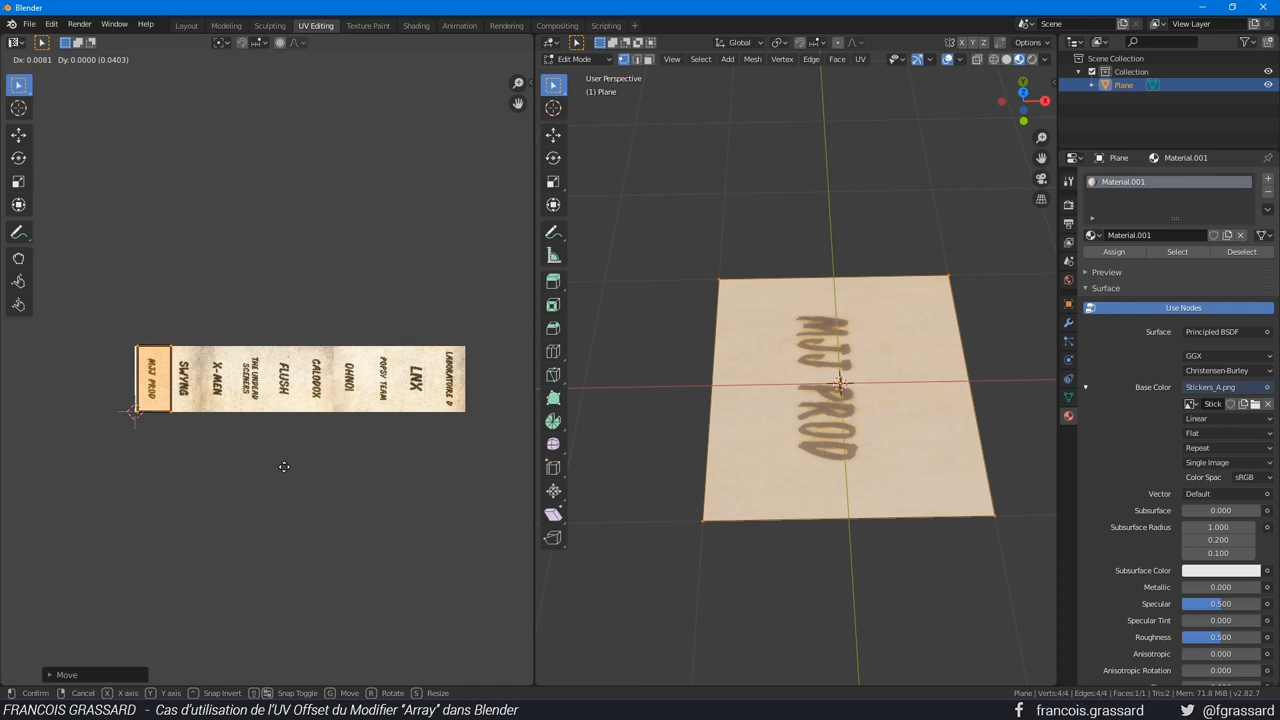 Blender
File Edit Render Window Help Layout Modeling Sculpting UV Editing Texture Paint Shading Animation Rendering Compositing Scripting + Scene View Layer
Global Options
Dx: 0.0081 Dy: 0.0000 (0.0403)
Edit Mode View Select Add Mesh Vertex Edge Face UV
User Perspective
(1) Plane
Y
Z
X
Scene Collection
Collection
Plane
Plane Material.001
Material.001
Material.001
Assign Select Deselect
Preview
Surface
Use Nodes
Surface Principled BSDF
GGX
Christensen-Burley
Base Color Stickers_A.png
Stick
Linear
Flat
Repeat
Single Image
Color Spac sRGB
Vector Default
Subsurface 0.000
Subsurface Radius 1.000
0.200
0.100
Subsurface Color
Metallic 0.000
Specular 0.500
Specular Tint 0.000
Roughness 0.500
Anisotropic 0.000
Anisotropic Rotation 0.000
MJJ PROD
SWYNG
X-MEN
THE UNDEAD
SCENERS
FLUSH
CALODOX
OHNO!
POPSY TEAM
LNX
LABORATOIRE D
MJJ PROD
Move
Confirm Cancel X X axis Y Y axis Snap Invert Snap Toggle G Move R Rotate S Resize
Plane | Verts:4/4 | Edges:4/4 | Faces:1/1 | Tris:2 | Mem: 71.8 MiB | v2.82.7
FRANCOIS GRASSARD - Cas d'utilisation de l'UV Offset du Modifier "Array" dans Blender francois.grassard @fgrassard